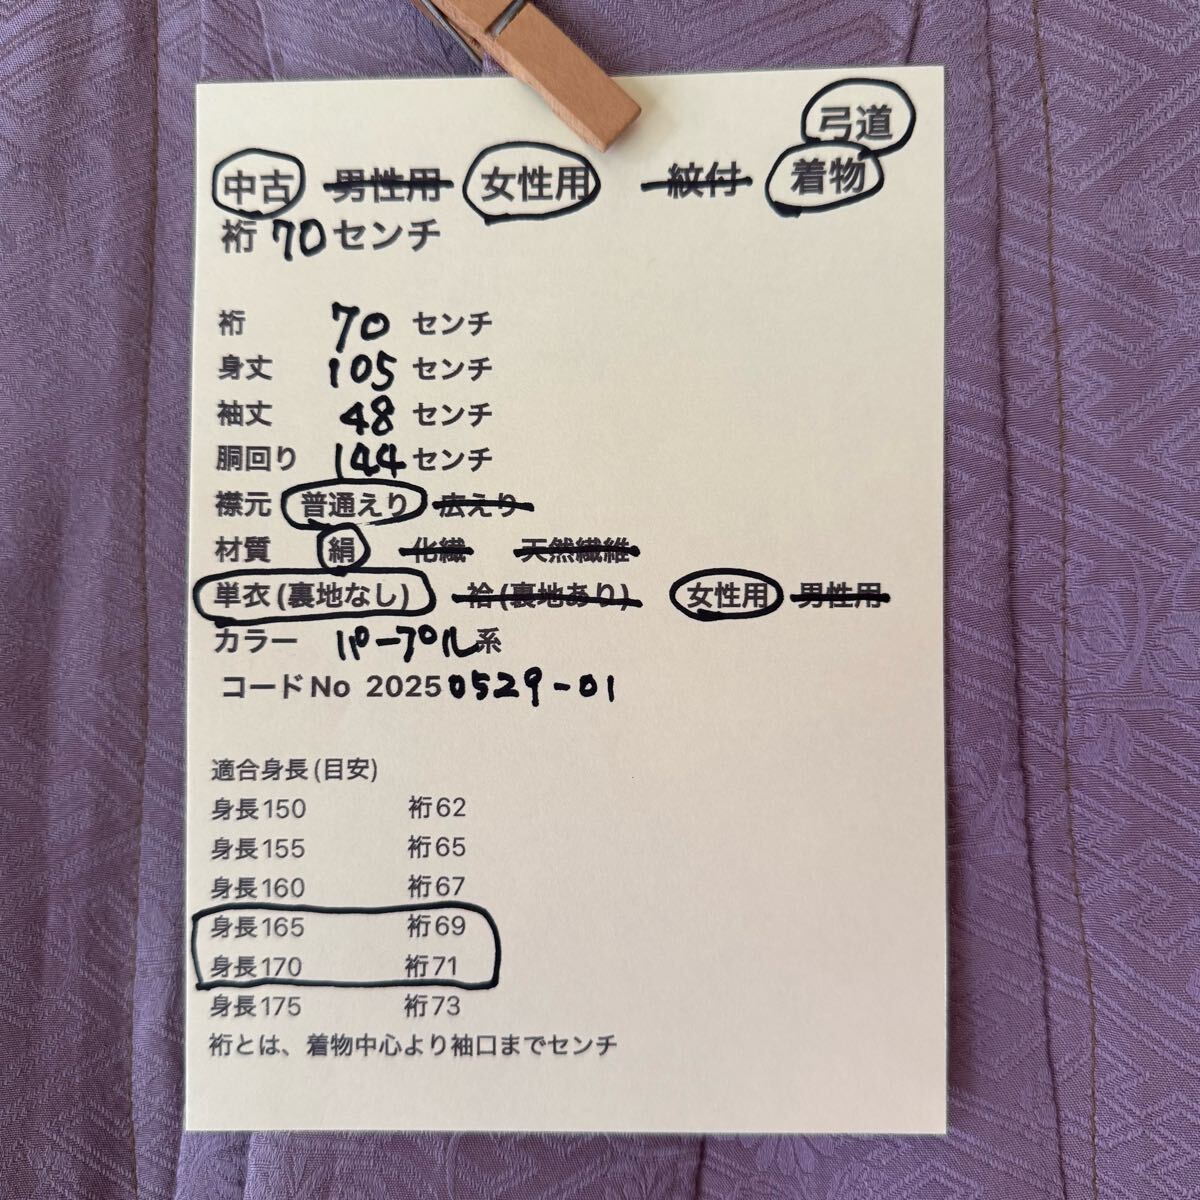 弓道
中古 男性用 女性用 紋付 着物
裄 70センチ
裄 70 センチ
身丈 105 センチ
袖丈 48 センチ
胴回り 144 センチ
襟元 普通えり 広えり
材質 絹 化繊 天然繊維
単衣(裏地なし) 袷(裏地あり) 女性用 男性用
カラー パープル系
コードNo 20250529-01
適合身長(目安)
身長150 裄62
身長155 裄65
身長160 裄67
身長165 裄69
身長170 裄71
身長175 裄73
裄とは、着物中心より袖口までセンチ